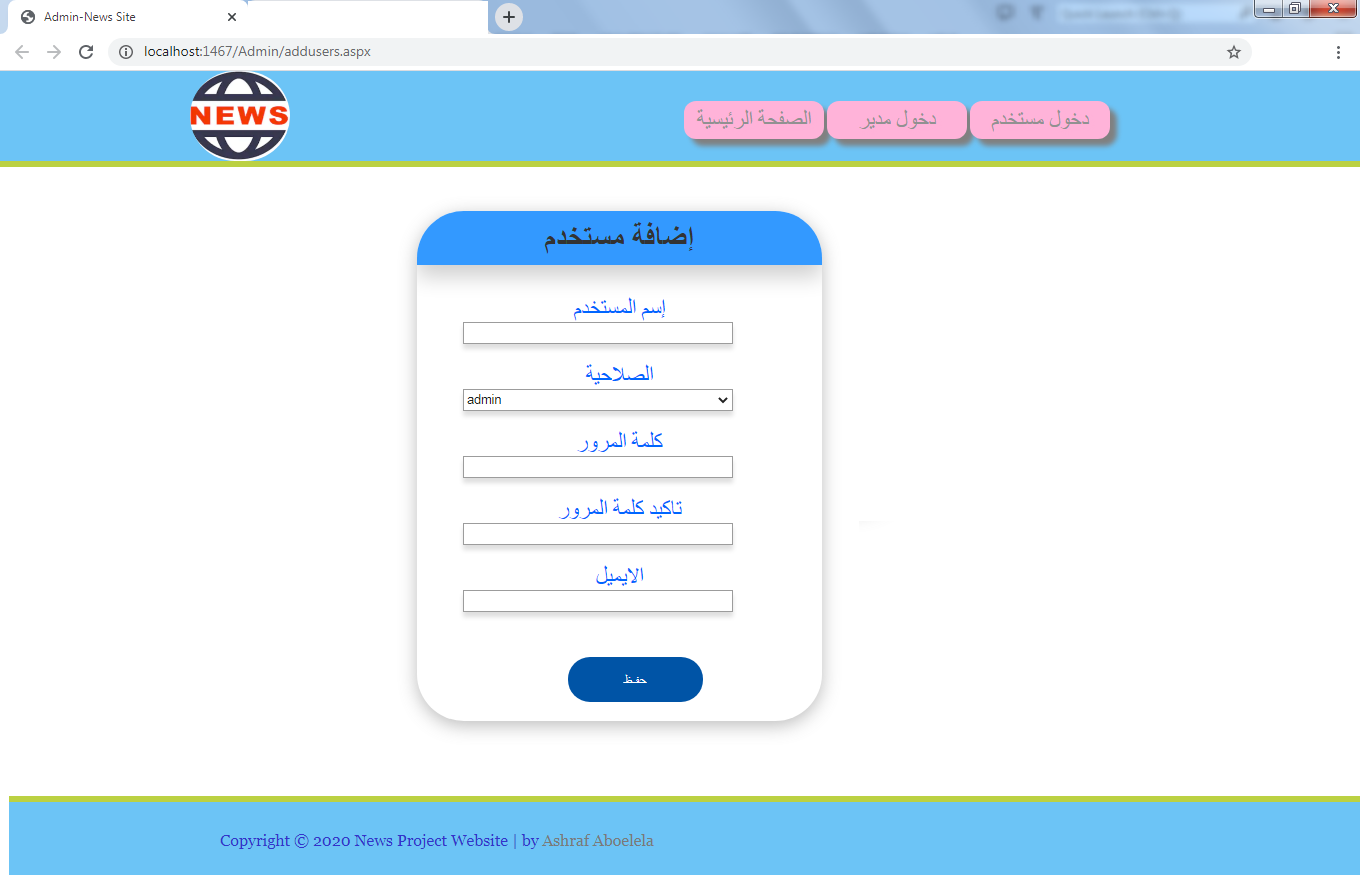 Admin-News Site
localhost:1467/Admin/addusers.aspx
NEWS
الصفحة الرئيسية
دخول مدير
دخول مستخدم
إضافة مستخدم
إسم المستخدم
الصلاحية
admin
كلمة المرور
تاكيد كلمة المرور
الايميل
حفظ
Copyright © 2020 News Project Website | by Ashraf Aboelela